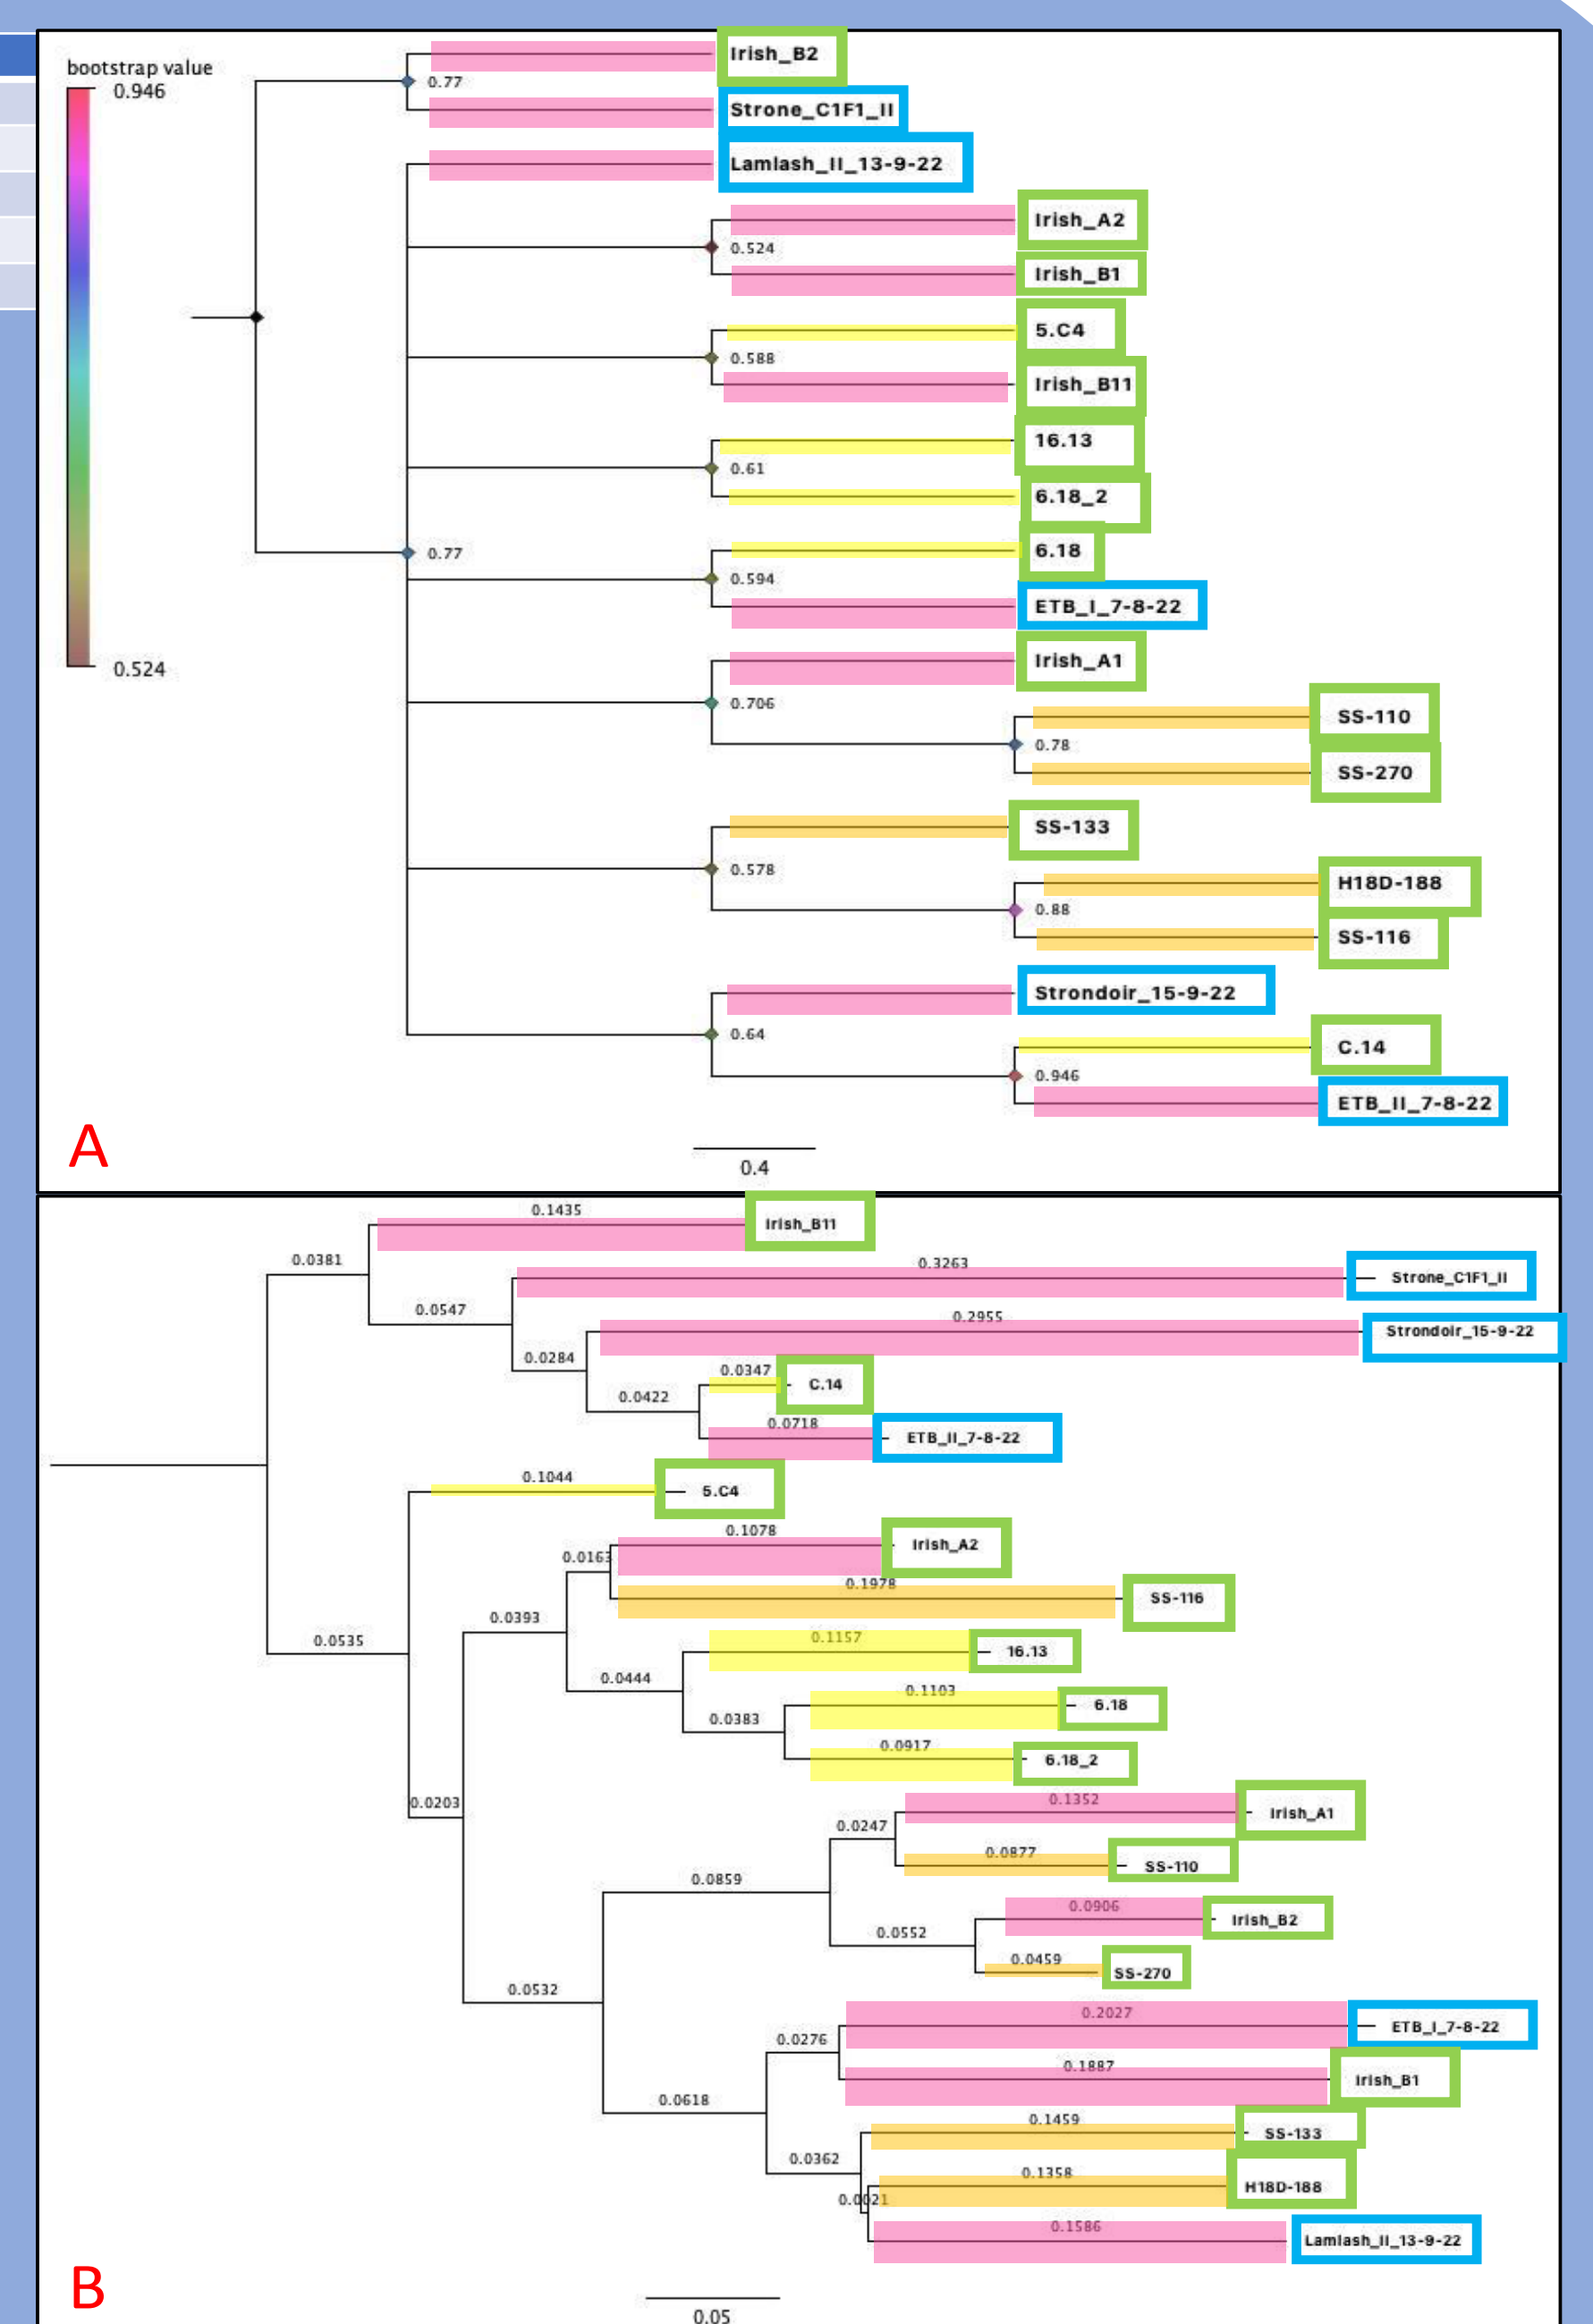 bootstrap value
0.946
0.524
Irish_B2
0.77
Strone_C1F1_II
Lamlash_II_13-9-22
Irish_A2
0.524
Irish_B1
5.C4
0.588
Irish_B11
16.13
0.61
6.18_2
6.18
0.77
0.594
ETB_I_7-8-22
Irish_A1
0.706
SS-110
0.78
SS-270
SS-133
0.578
H18D-188
0.88
SS-116
Strondoir_15-9-22
0.64
C.14
0.946
ETB_II_7-8-22
A
0.4
0.1435
Irish_B11
0.0381
0.3263
Strone_C1F1_II
0.0547
0.2955
Strondoir_15-9-22
0.0284
0.0347
C.14
0.0422
0.0718
ETB_II_7-8-22
0.1044
5.C4
0.1078
Irish_A2
0.0163
0.1978
SS-116
0.0393
0.0535
0.1157
16.13
0.0444
0.1103
6.18
0.0383
0.0917
6.18_2
0.0203
0.1352
Irish_A1
0.0247
0.0877
SS-110
0.0859
0.0906
Irish_B2
0.0552
0.0459
SS-270
0.0532
0.2027
ETB_I_7-8-22
0.0276
0.1887
Irish_B1
0.0618
0.1459
SS-133
0.0362
0.1358
H18D-188
0.0021
0.1586
Lamlash_II_13-9-22
B
0.05